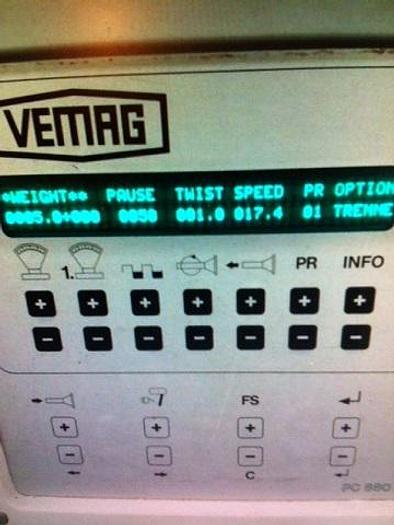 VEMAG
*WEIGHT** PAUSE TWIST SPEED PR OPTION
0005.0+000 0050 001.0 017.4 01 TRENNE
1. PR INFO
+ + + + + + +
- - - - - - -
FS
+ + + +
- - - -
C
PC 880